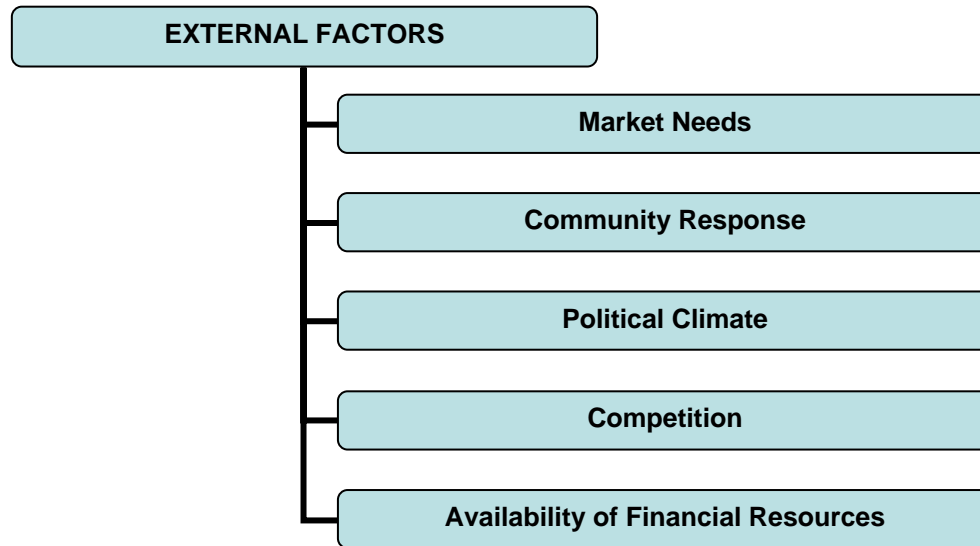 EXTERNAL FACTORS
Market Needs
Community Response
Political Climate
Competition
Availability of Financial Resources